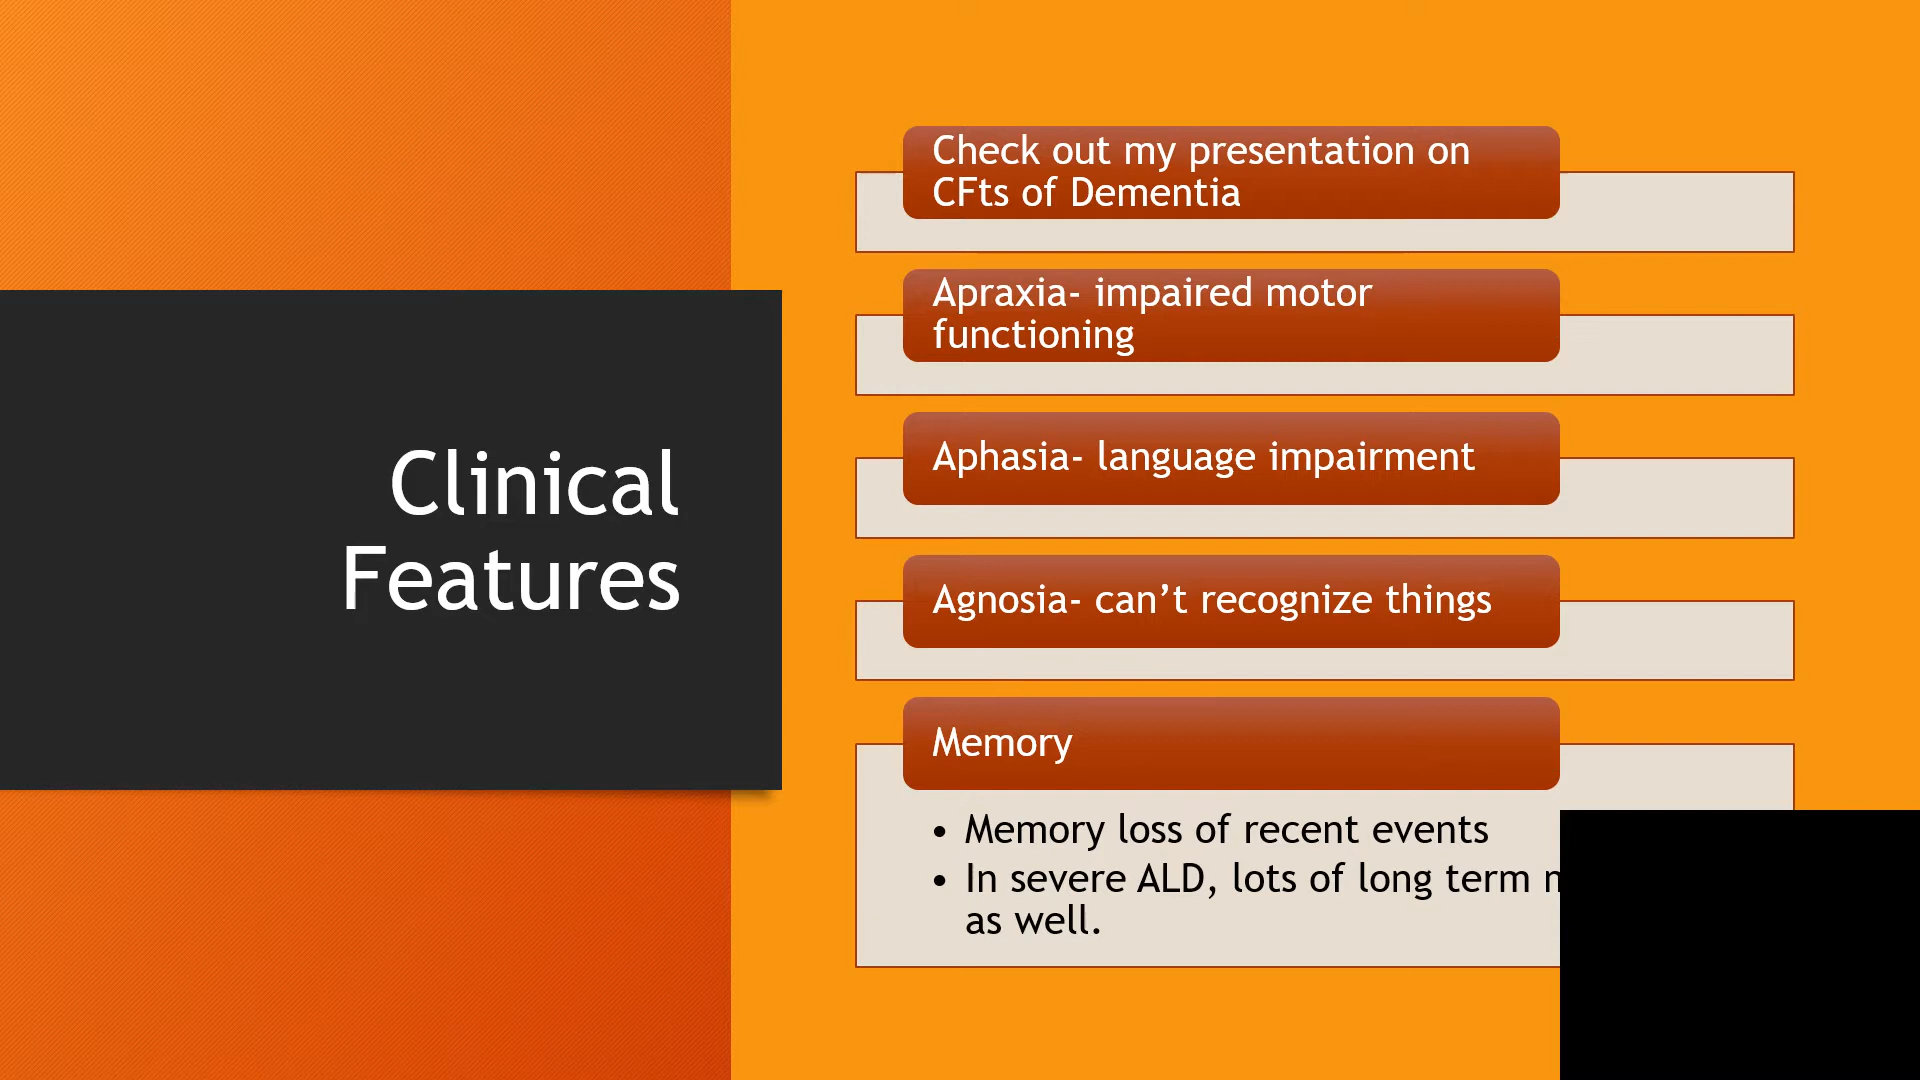 Clinical
Features
Check out my presentation on
CFts of Dementia
Apraxia- impaired motor
functioning
Aphasia- language impairment
Agnosia- can’t recognize things
Memory
• Memory loss of recent events
• In severe ALD, lots of long term
as well.